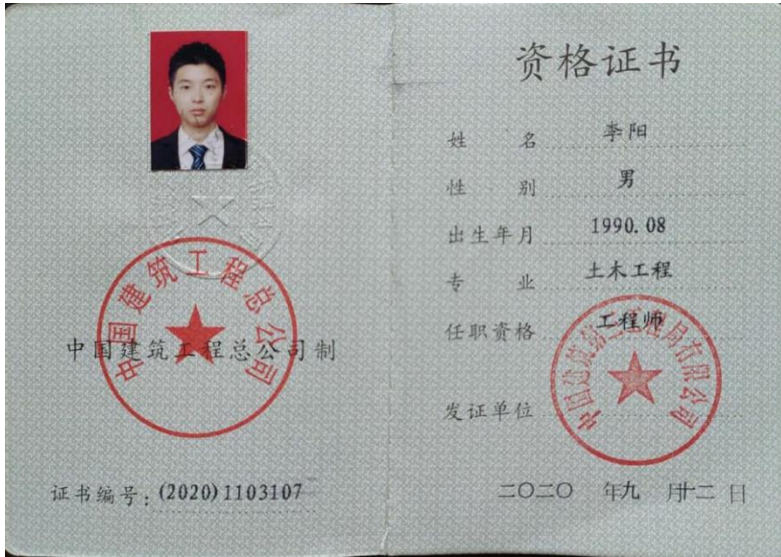 中国建筑工程总公司
中国建筑工程总公司制
证书编号:(2020)1103107
资格证书
姓 名 李阳
性 别 男
出生年月 1990.08
专 业 土木工程
任职资格 工程师
发证单位
二〇二〇 年九 月廿二 日